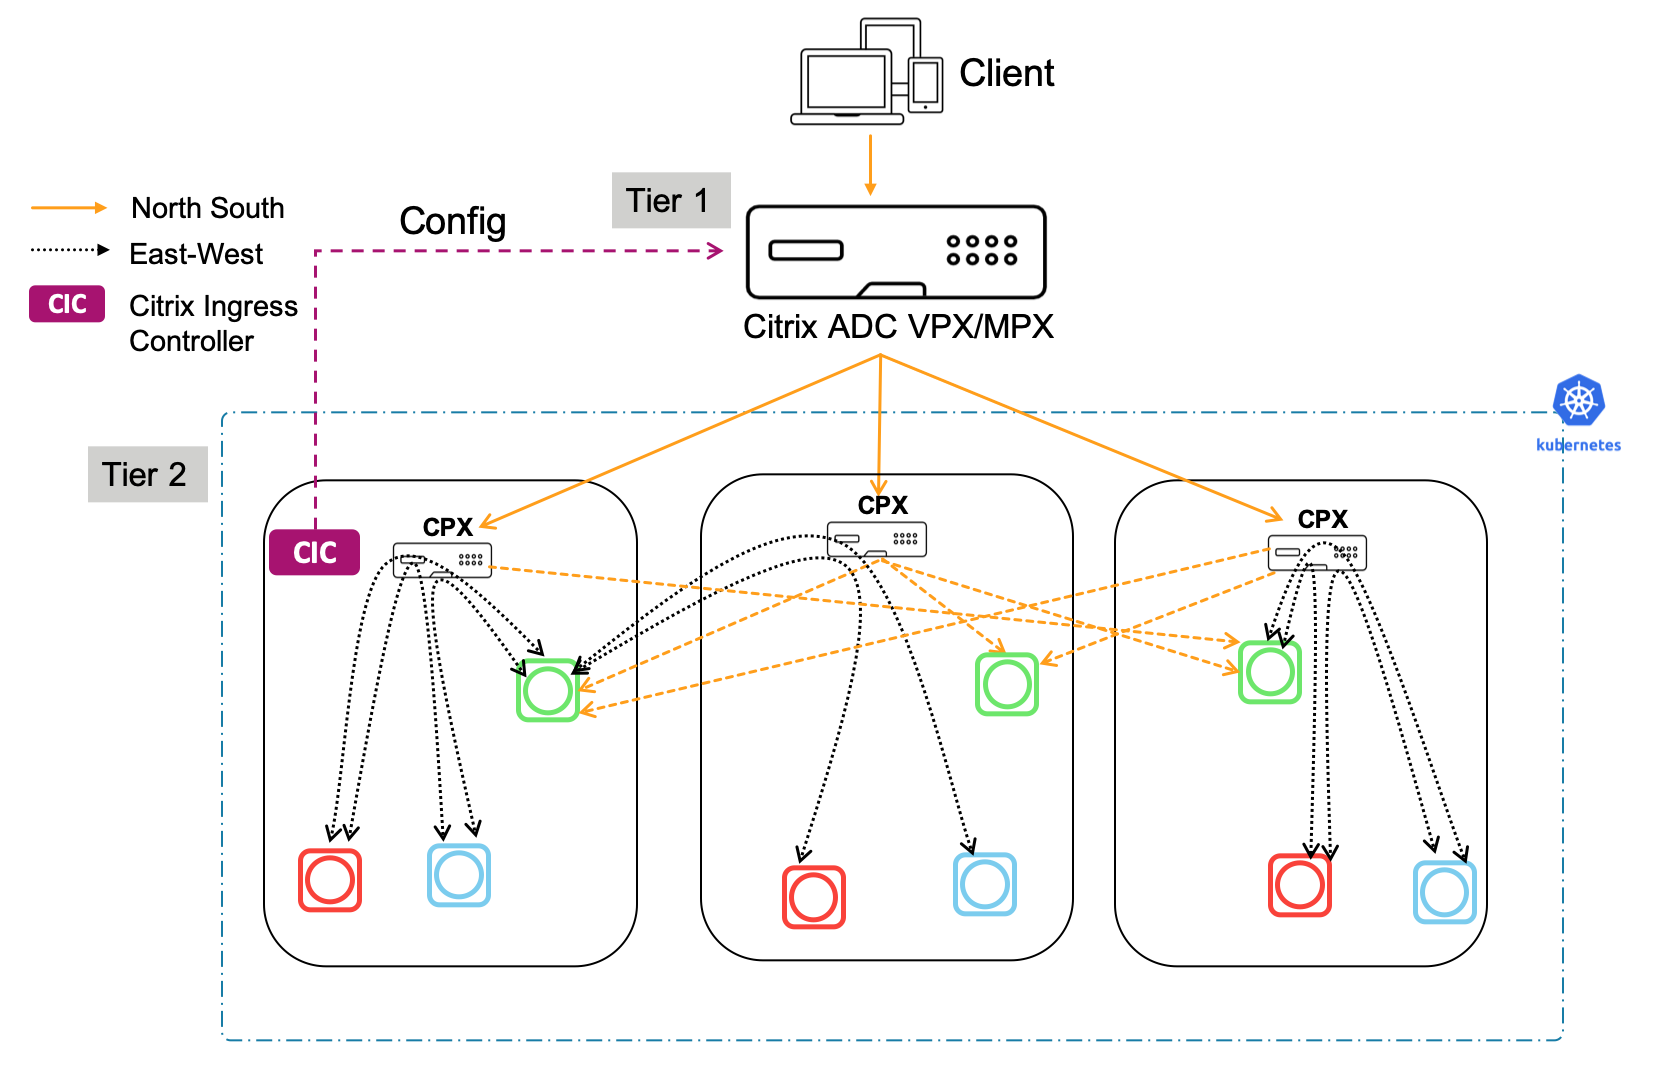 Client
Tier 1
North South
Config
East-West
CIC
Citrix Ingress
Controller
Citrix ADC VPX/MPX
kubernetes
Tier 2
CPX
CPX
CPX
CIC